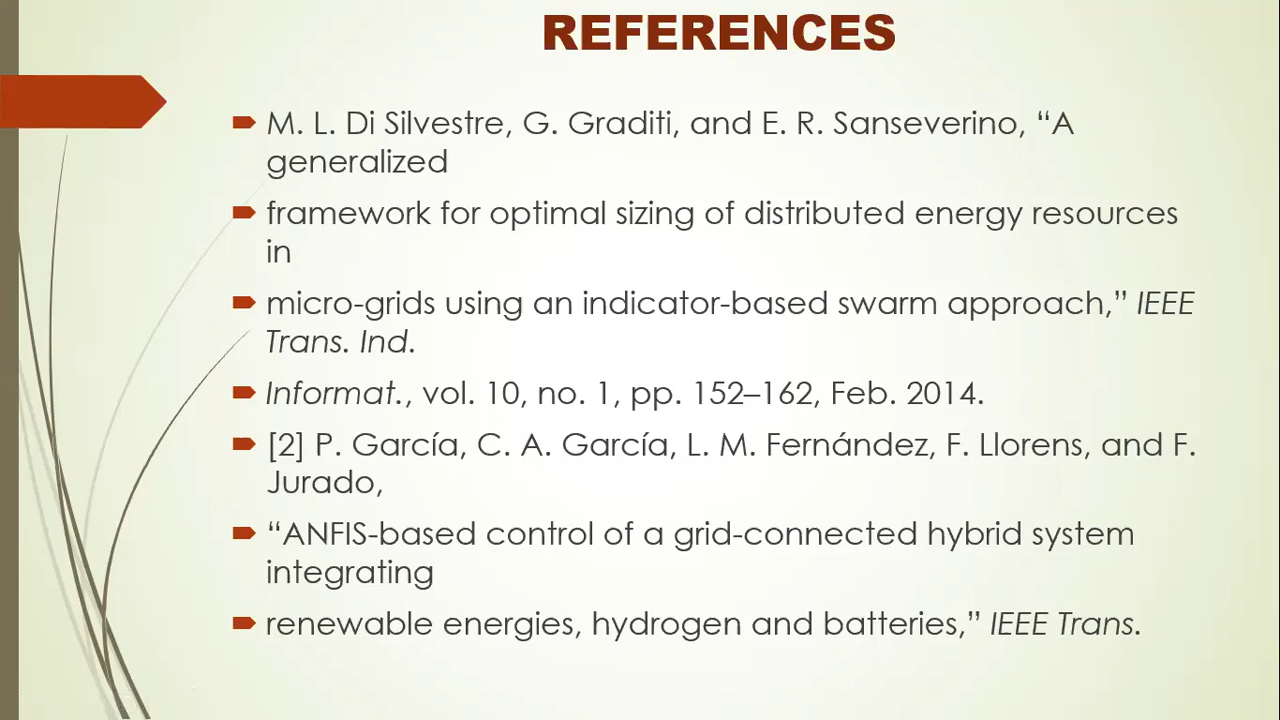 REFERENCES
M. L. Di Silvestre, G. Graditi, and E. R. Sanseverino, “A
generalized
framework for optimal sizing of distributed energy resources
in
micro-grids using an indicator-based swarm approach,” IEEE
Trans. Ind.
Informat., vol. 10, no. 1, pp. 152–162, Feb. 2014.
[2] P. García, C. A. García, L. M. Fernández, F. Llorens, and F.
Jurado,
“ANFIS-based control of a grid-connected hybrid system
integrating
renewable energies, hydrogen and batteries,” IEEE Trans.